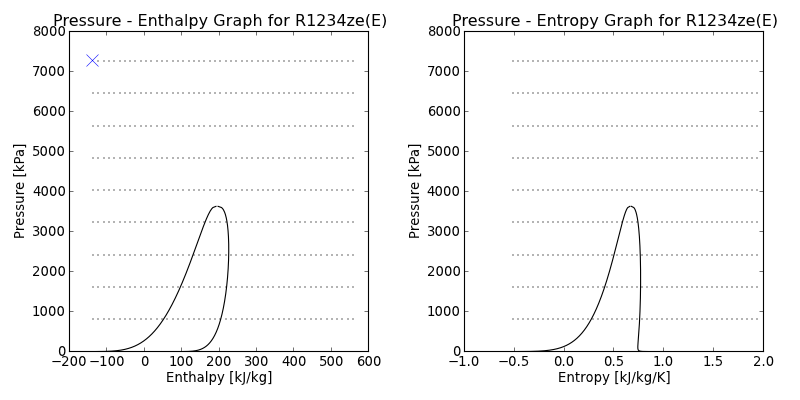 Pressure - Enthalpy Graph for R1234ze(E)
Pressure - Entropy Graph for R1234ze(E)
8000
7000
6000
5000
4000
3000
2000
1000
0
Pressure [kPa]
−200 −100 0 100 200 300 400 500 600
Enthalpy [kJ/kg]
8000
7000
6000
5000
4000
3000
2000
1000
0
Pressure [kPa]
−1.0 −0.5 0.0 0.5 1.0 1.5 2.0
Entropy [kJ/kg/K]